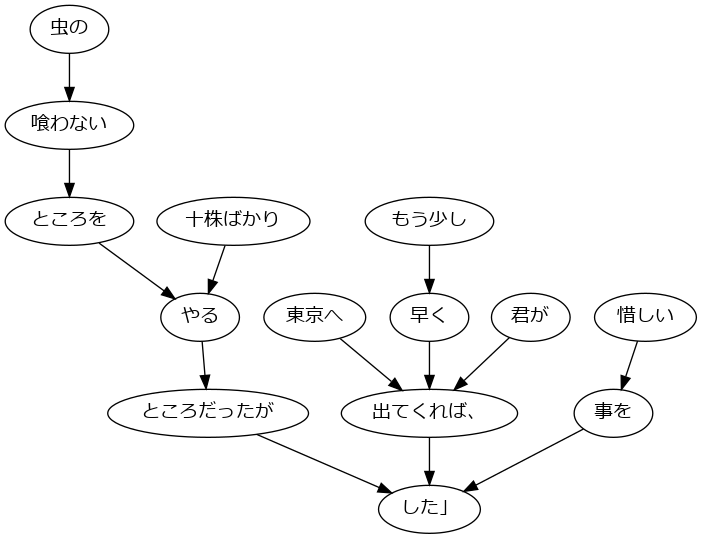 虫の
喰わない
ところを
十株ばかり
もう少し
やる
東京へ
早く
君が
惜しい
ところだったが
出てくれば、
事を
した」